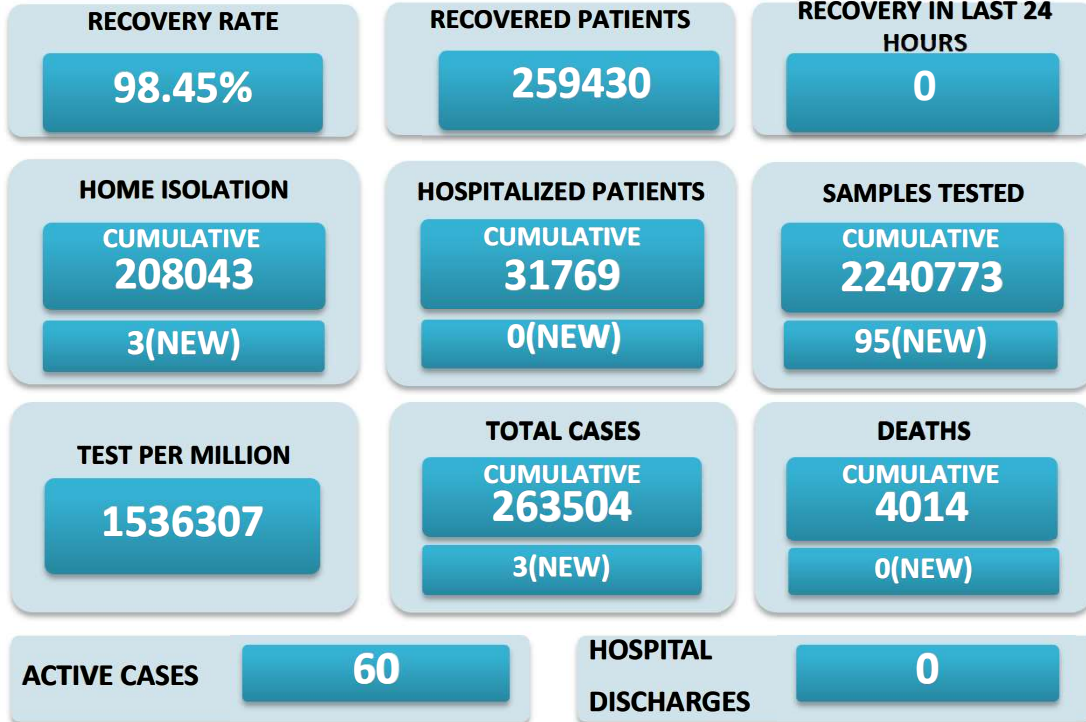 RECOVERY RATE
98.45%
RECOVERED PATIENTS
259430
RECOVERY IN LAST 24
HOURS
0
HOME ISOLATION
CUMULATIVE
208043
3(NEW)
HOSPITALIZED PATIENTS
CUMULATIVE
31769
0(NEW)
SAMPLES TESTED
CUMULATIVE
2240773
95(NEW)
TEST PER MILLION
1536307
TOTAL CASES
CUMULATIVE
263504
3(NEW)
DEATHS
CUMULATIVE
4014
0(NEW)
ACTIVE CASES
60
HOSPITAL
DISCHARGES
0